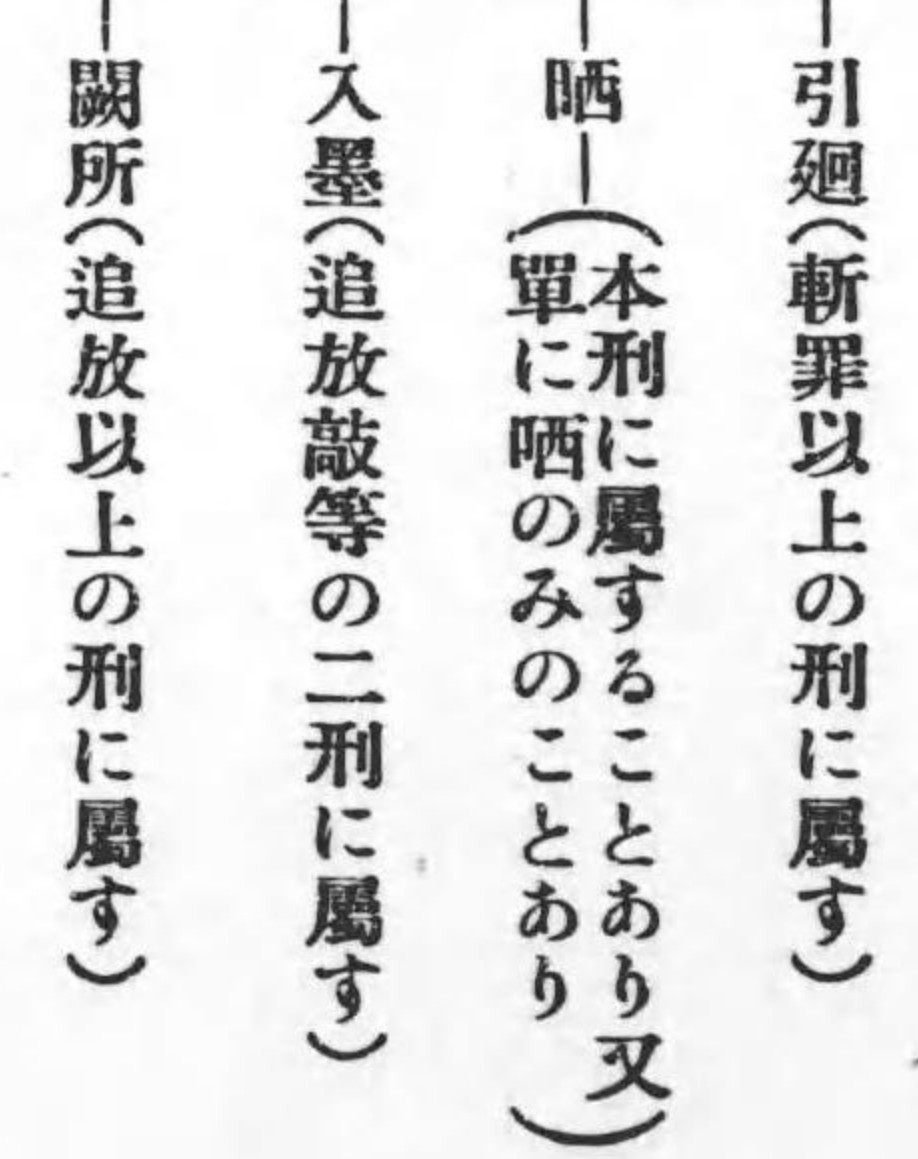 引廻(斬罪以上の刑に屬す)
晒
(本刑に屬することあり又
單に晒のみのことあり)
入墨(追放敲等の二刑に屬す)
闕所(追放以上の刑に屬す)